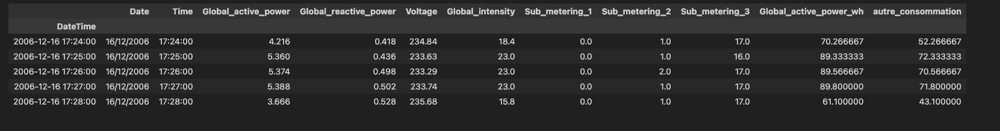 Date Time Global_active_power Global_reactive_power Voltage Global_intensity Sub_metering_1 Sub_metering_2 Sub_metering_3 Global_active_power_wh autre_consommation
DateTime
2006-12-16 17:24:00 16/12/2006 17:24:00 4.216 0.418 234.84 18.4 0.0 1.0 17.0 70.266667 52.266667
2006-12-16 17:25:00 16/12/2006 17:25:00 5.360 0.436 233.63 23.0 0.0 1.0 16.0 89.333333 72.333333
2006-12-16 17:26:00 16/12/2006 17:26:00 5.374 0.498 233.29 23.0 0.0 2.0 17.0 89.566667 70.566667
2006-12-16 17:27:00 16/12/2006 17:27:00 5.388 0.502 233.74 23.0 0.0 1.0 17.0 89.800000 71.800000
2006-12-16 17:28:00 16/12/2006 17:28:00 3.666 0.528 235.68 15.8 0.0 1.0 17.0 61.100000 43.100000